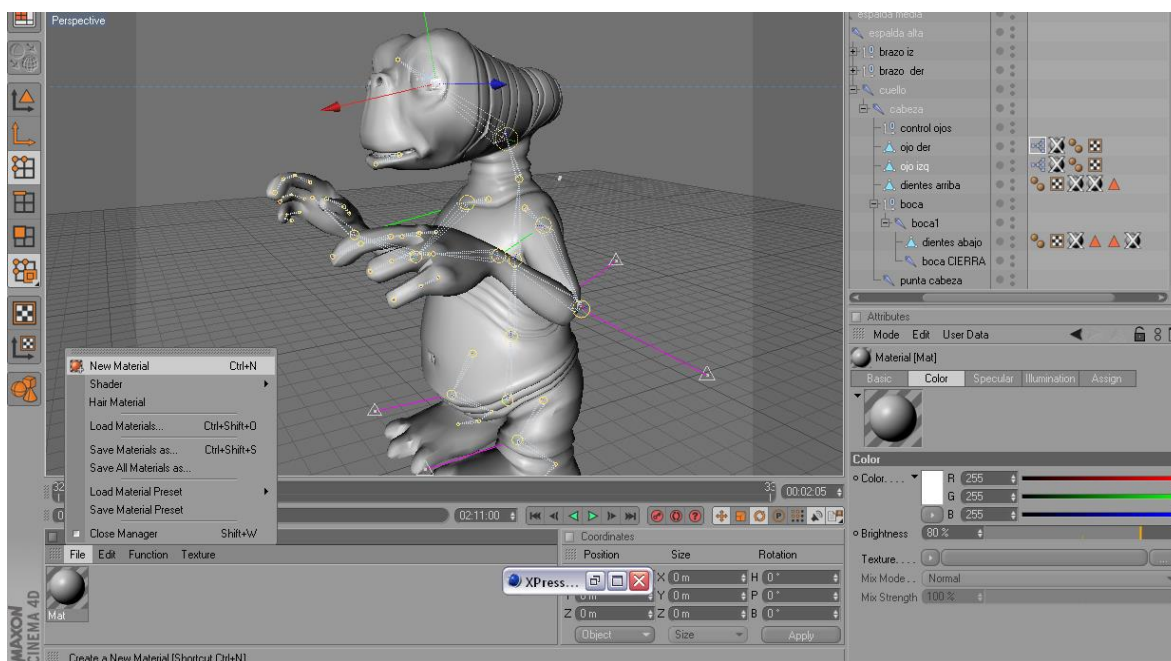 Perspective
espalda media
espalda alta
brazo iz
brazo der
cuello
cabeza
control ojos
ojo der
ojo izq
dientes arriba
boca
boca1
dientes abajo
boca CIERRA
punta cabeza
Attributes
Mode Edit User Data
Material [Mat]
Basic Color Specular Illumination Assign
Color
Color. . . . R 255
G 255
B 255
Brightness 80 %
Texture. . . . ...
Mix Mode . . Normal
Mix Strength 100 %
New Material Ctrl+N
Shader
Hair Material
Load Materials... Ctrl+Shift+O
Save Materials as... Ctrl+Shift+S
Save All Materials as...
Load Material Preset
Save Material Preset
Close Manager Shift+W
00:02:05
02:11:00
File Edit Function Texture
Mat
Coordinates
Position Size Rotation
XPress...
X 0 m H 0 °
Y 0 m P 0 °
Z 0 m Z 0 m B 0 °
Object Size Apply
MAXON
CINEMA 4D
Create a New Material [Shortcut Ctrl+N]